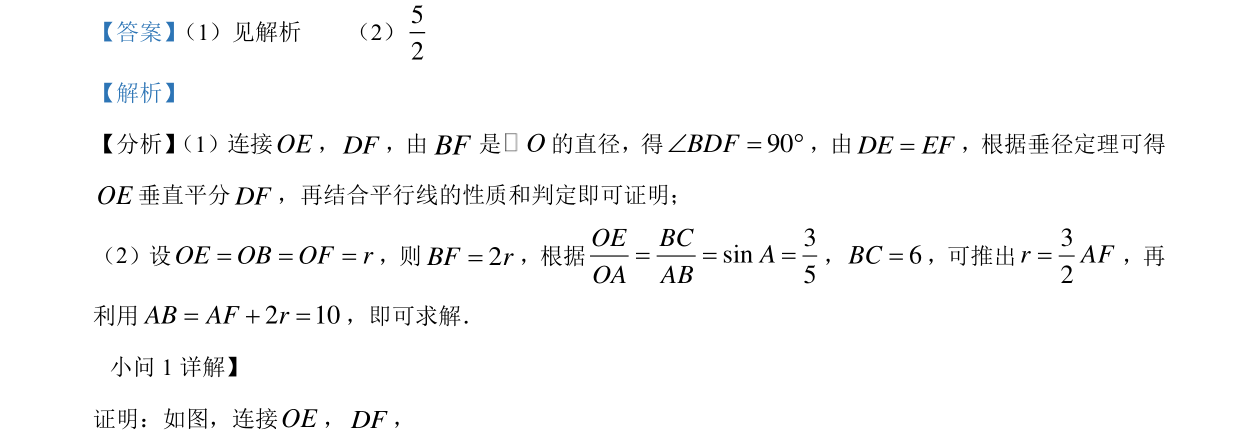 【答案】（1）见解析 （2）5/2
【解析】
【分析】（1）连接OE，DF，由BF是□O的直径，得∠BDF=90°，由DE=EF，根据垂径定理可得
OE垂直平分DF，再结合平行线的性质和判定即可证明；
（2）设OE=OB=OF=r，则BF=2r，根据OE/OA=BC/AB=sin A=3/5，BC=6，可推出r=3/2AF，再
利用AB=AF+2r=10，即可求解．
小问1详解】
证明：如图，连接OE，DF，